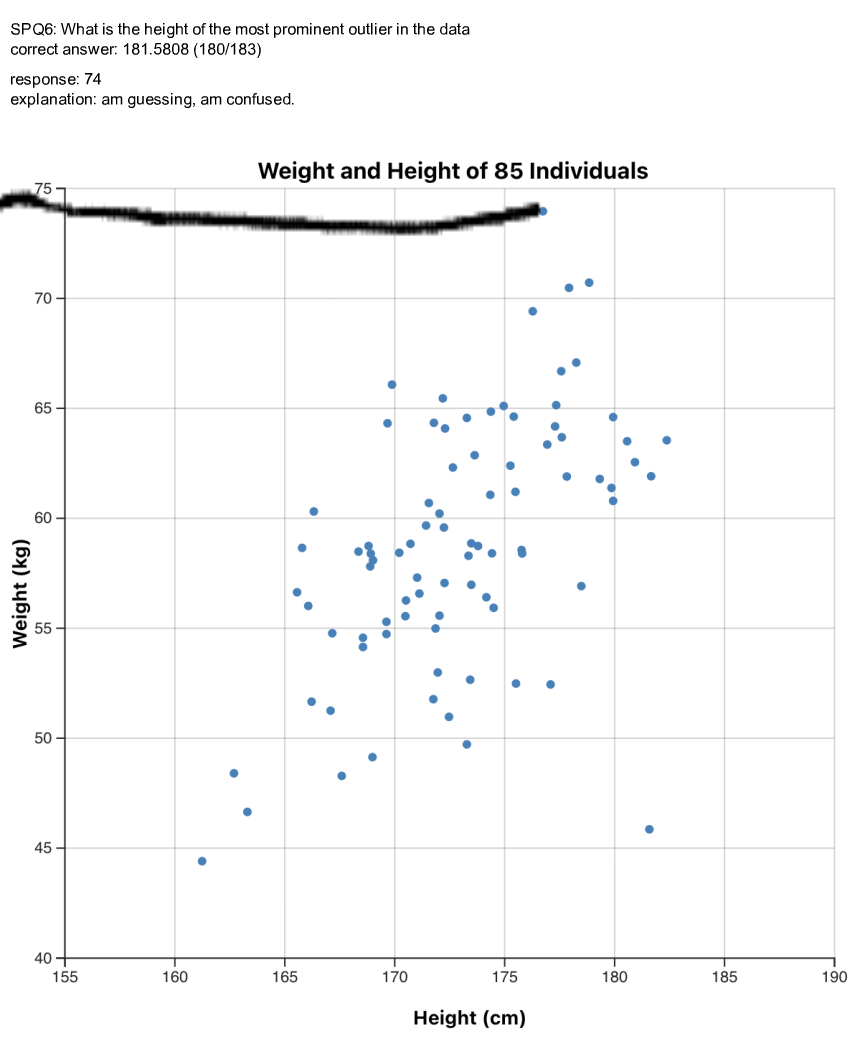 SPQ6: What is the height of the most prominent outlier in the data
correct answer: 181.5808 (180/183)
response: 74
explanation: am guessing, am confused.
Weight and Height of 85 Individuals
75
70
65
60
55
50
45
40
Weight (kg)
155 160 165 170 175 180 185 190
Height (cm)